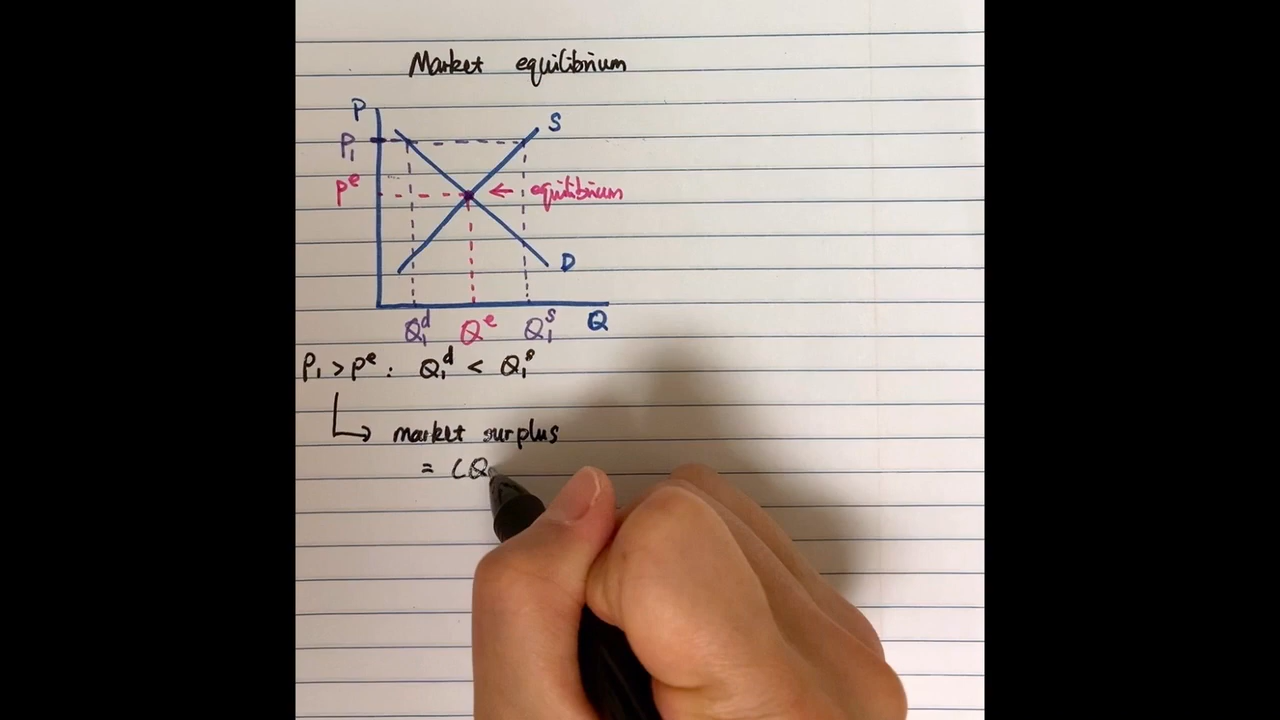 Market equilibrium
P
S
P₁
Pᵉ
← equilibrium
D
Q₁ᵈ Qᵉ Q₁ˢ Q
P₁ > Pᵉ : Q₁ᵈ < Q₁ˢ
market surplus
= (Q